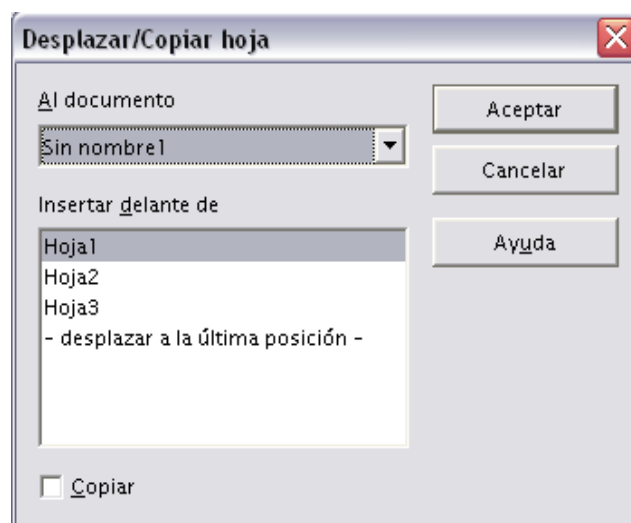 Desplazar/Copiar hoja
Al documento
Sin nombre1
Insertar delante de
Hoja1
Hoja2
Hoja3
- desplazar a la última posición -
Copiar
Aceptar
Cancelar
Ayuda